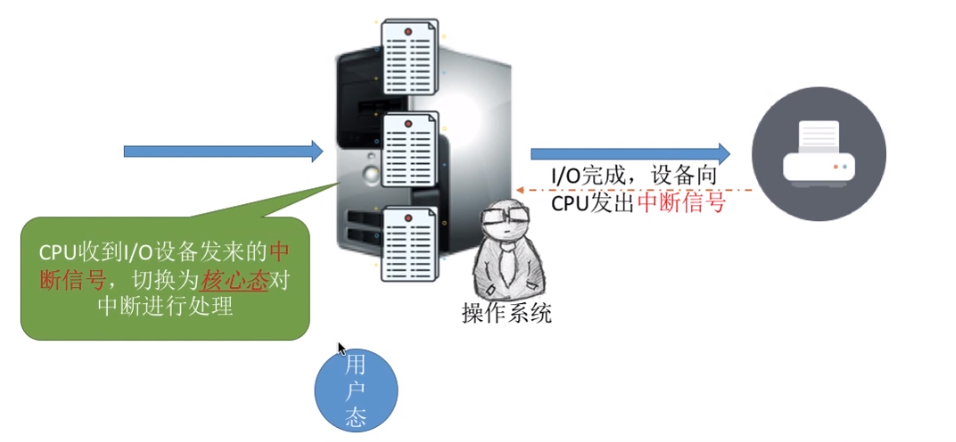 I/O完成，设备向
CPU发出中断信号
CPU收到I/O设备发来的中
断信号，切换为核心态对
中断进行处理
操作系统
用
户
态